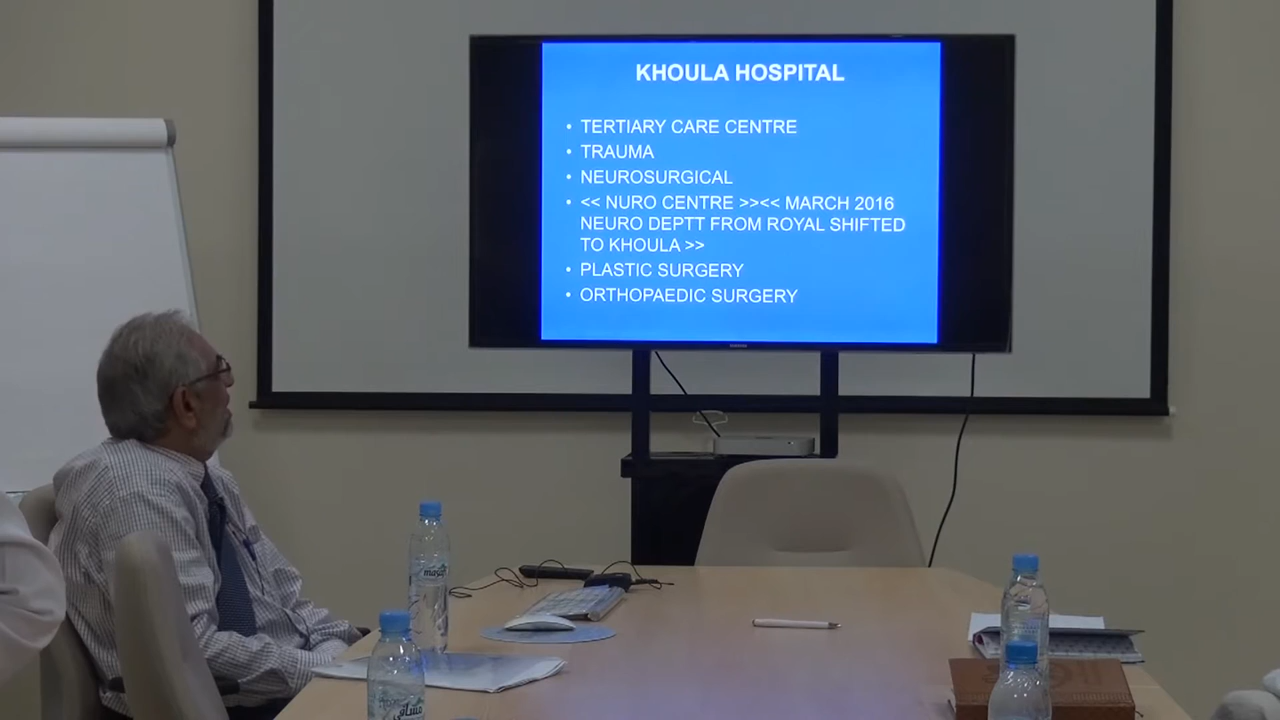 KHOULA HOSPITAL
• TERTIARY CARE CENTRE
• TRAUMA
• NEUROSURGICAL
• << NURO CENTRE >><< MARCH 2016
NEURO DEPTT FROM ROYAL SHIFTED
TO KHOULA >>
• PLASTIC SURGERY
• ORTHOPAEDIC SURGERY